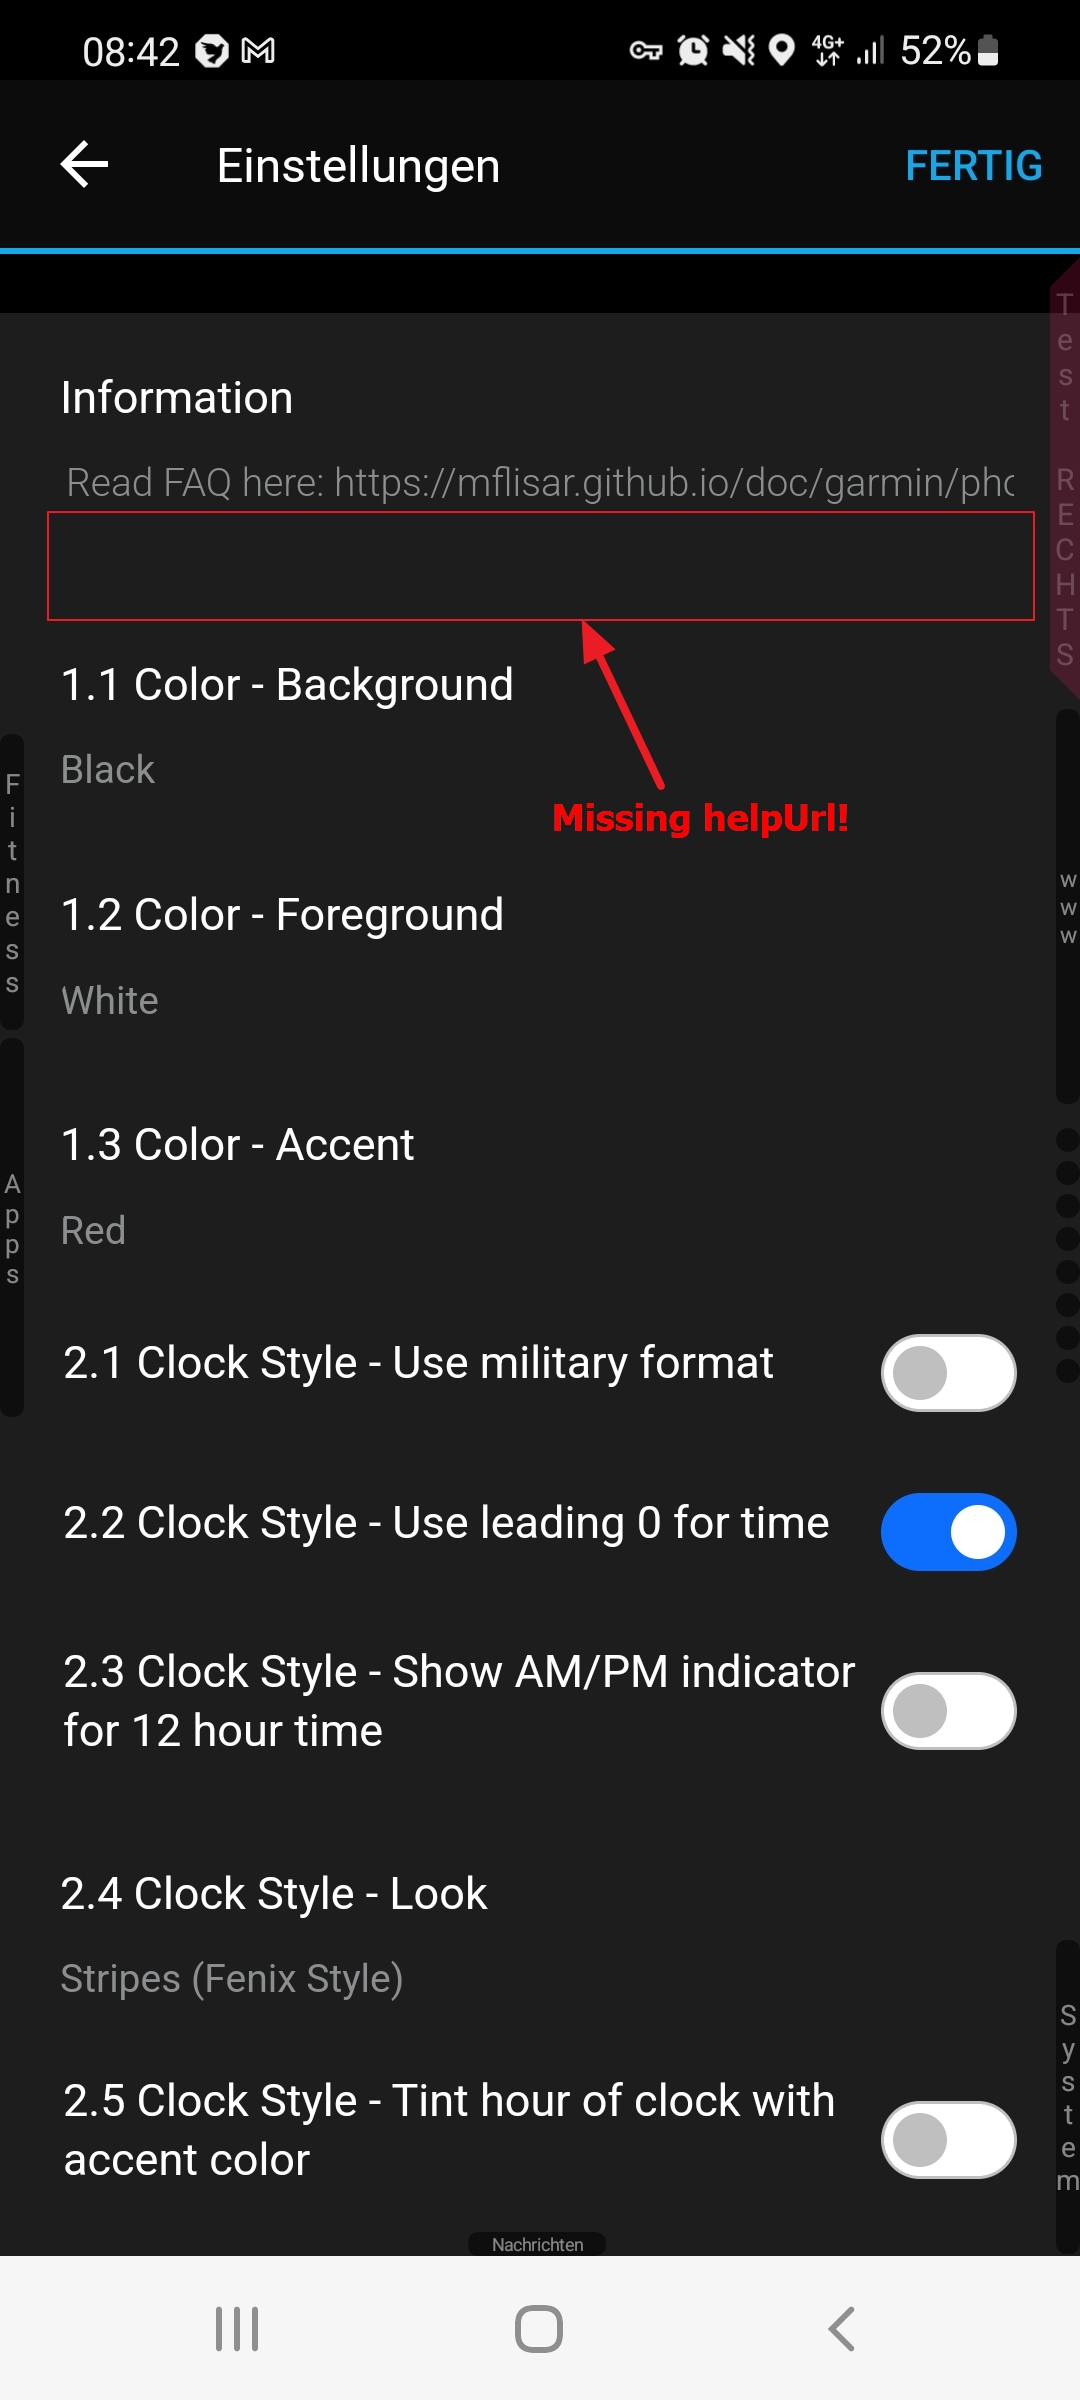 08:42
4G+
52%
Einstellungen
FERTIG
Test RECHTS
Information
Read FAQ here: https://mflisar.github.io/doc/garmin/pho
Missing helpUrl!
1.1 Color - Background
Black
Fitness
www
1.2 Color - Foreground
White
1.3 Color - Accent
Red
Apps
2.1 Clock Style - Use military format
2.2 Clock Style - Use leading 0 for time
2.3 Clock Style - Show AM/PM indicator
for 12 hour time
2.4 Clock Style - Look
Stripes (Fenix Style)
System
2.5 Clock Style - Tint hour of clock with
accent color
Nachrichten